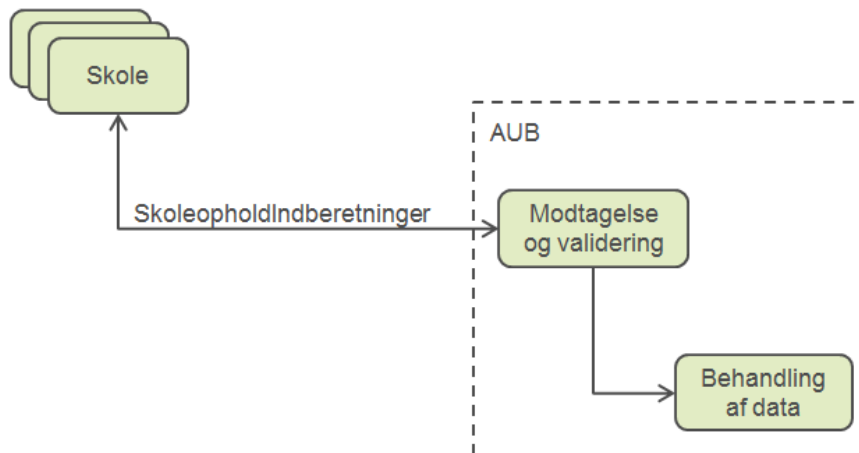 Skole
AUB
SkoleopholdIndberetninger
Modtagelse
og validering
Behandling
af data